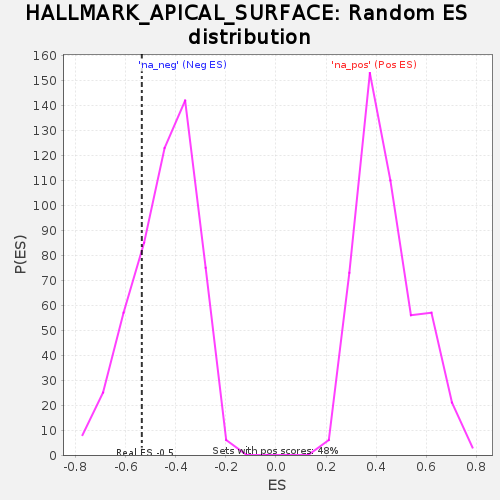 HALLMARK_APICAL_SURFACE: Random ES
distribution
'na_neg' (Neg ES)
'na_pos' (Pos ES)
160
150
140
130
120
110
100
90
80
70
60
50
40
30
20
10
0
P(ES)
Real ES -0.5
Sets with pos scores: 48%
-0.8 -0.6 -0.4 -0.2 0.0 0.2 0.4 0.6 0.8
ES